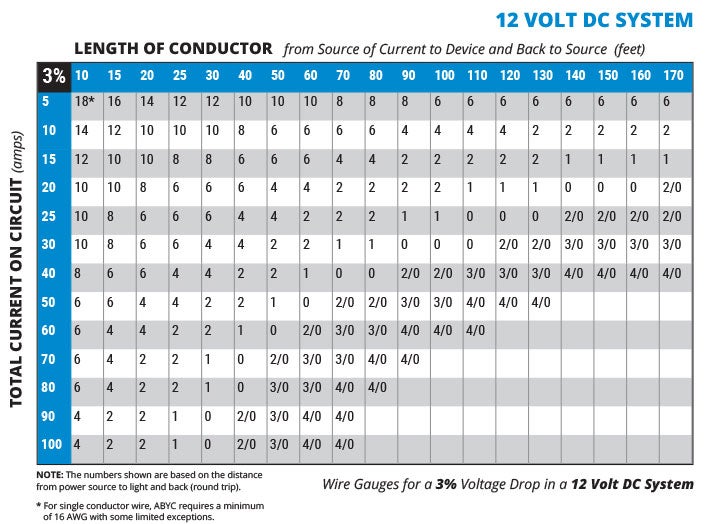 12 VOLT DC SYSTEM
LENGTH OF CONDUCTOR from Source of Current to Device and Back to Source (feet)
3% 10 15 20 25 30 40 50 60 70 80 90 100 110 120 130 140 150 160 170
TOTAL CURRENT ON CIRCUIT (amps)
5 18* 16 14 12 12 10 10 10 8 8 8 6 6 6 6 6 6 6 6
10 14 12 10 10 10 8 6 6 6 6 4 4 4 4 2 2 2 2 2
15 12 10 10 8 8 6 6 6 4 4 2 2 2 2 2 1 1 1 1
20 10 10 8 6 6 6 4 4 2 2 2 2 1 1 1 0 0 0 2/0
25 10 8 6 6 6 4 4 2 2 2 1 1 0 0 0 2/0 2/0 2/0 2/0
30 10 8 6 6 4 4 2 2 1 1 0 0 0 2/0 2/0 3/0 3/0 3/0 3/0
40 8 6 6 4 4 2 2 1 0 0 2/0 2/0 3/0 3/0 3/0 4/0 4/0 4/0 4/0
50 6 6 4 4 2 2 1 0 2/0 2/0 3/0 3/0 4/0 4/0 4/0
60 6 4 4 2 2 1 0 2/0 3/0 3/0 4/0 4/0 4/0
70 6 4 2 2 1 0 2/0 3/0 3/0 4/0 4/0
80 6 4 2 2 1 0 3/0 3/0 4/0 4/0
90 4 2 2 1 0 2/0 3/0 4/0 4/0
100 4 2 2 1 0 2/0 3/0 4/0 4/0
NOTE: The numbers shown are based on the distance
from power source to light and back (round trip).
Wire Gauges for a 3% Voltage Drop in a 12 Volt DC System
* For single conductor wire, ABYC requires a minimum
of 16 AWG with some limited exceptions.